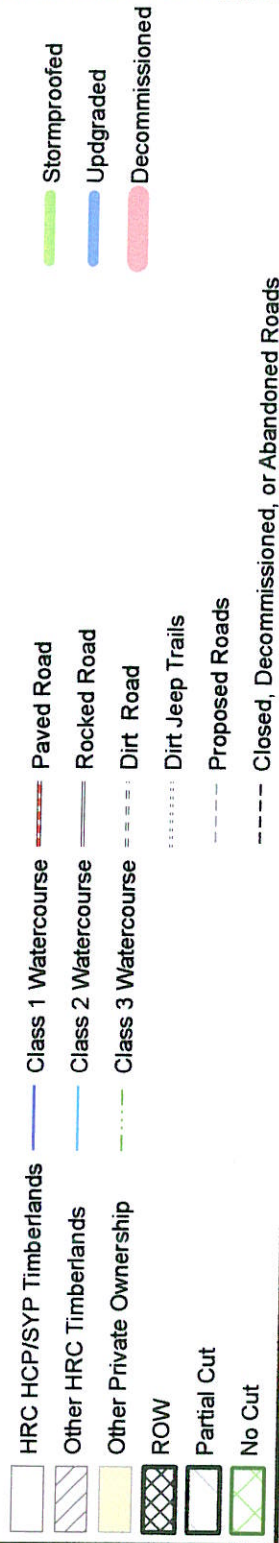 HRC HCP/SYP Timberlands
Other HRC Timberlands
Other Private Ownership
ROW
Partial Cut
No Cut
Class 1 Watercourse
Class 2 Watercourse
Class 3 Watercourse
Paved Road
Rocked Road
Dirt Road
Dirt Jeep Trails
Proposed Roads
Closed, Decommissioned, or Abandoned Roads
Stormproofed
Updgraded
Decommissioned